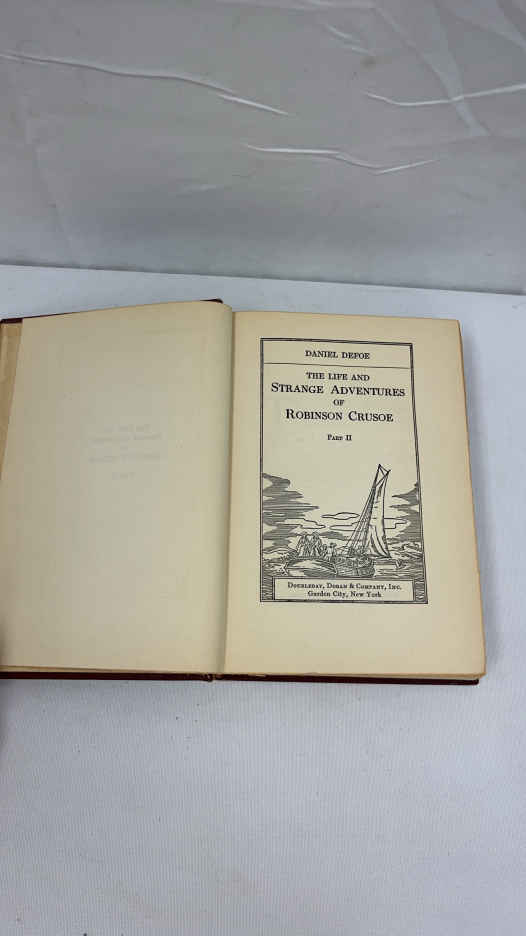 DANIEL DEFOE
THE LIFE AND
STRANGE ADVENTURES
OF
ROBINSON CRUSOE
PART II
DOUBLEDAY, DORAN & COMPANY, INC.
Garden City, New York